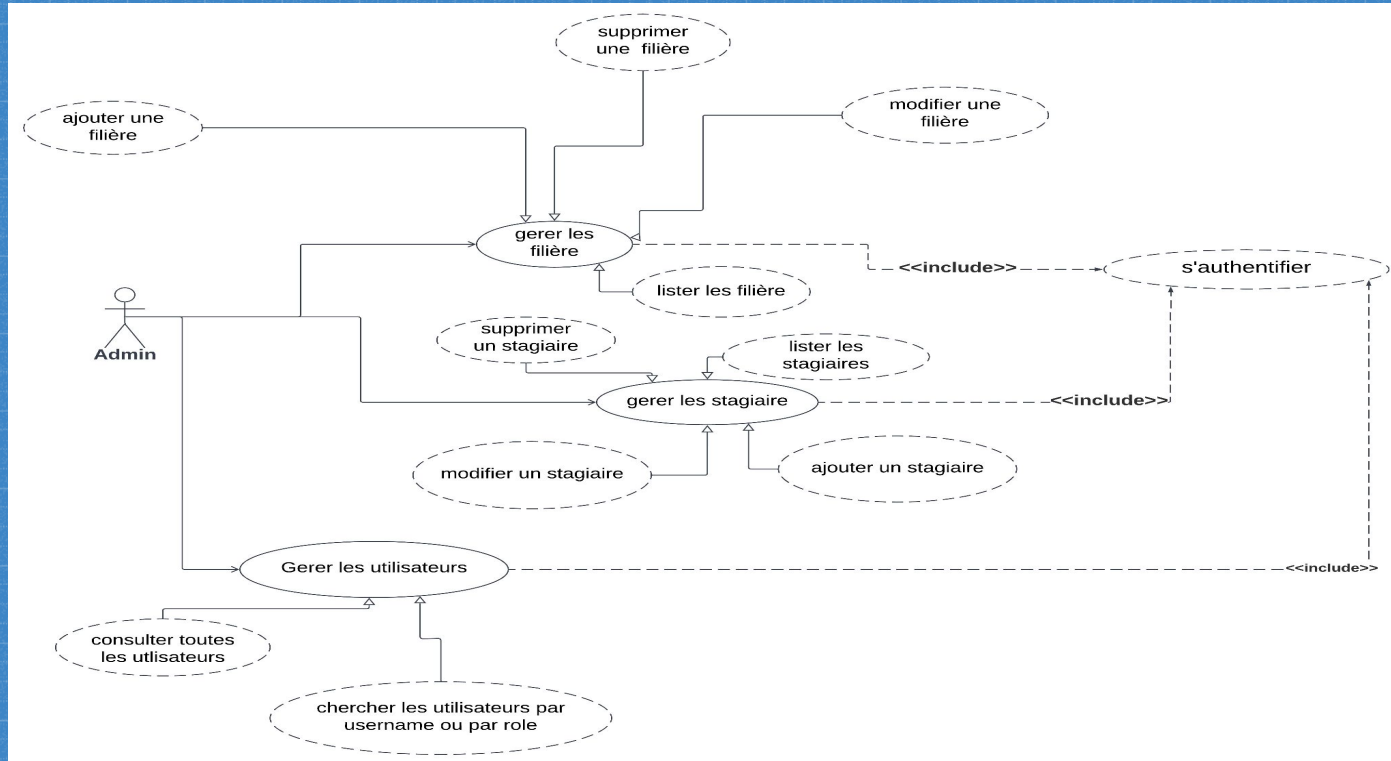 supprimer
une filière
ajouter une
filière
modifier une
filière
gerer les
filière
<<include>>
s'authentifier
lister les filière
Admin
supprimer
un stagiaire
lister les
stagiaires
gerer les stagiaire
<<include>>
modifier un stagiaire
ajouter un stagiaire
Gerer les utilisateurs
<<include>>
consulter toutes
les utlisateurs
chercher les utilisateurs par
username ou par role